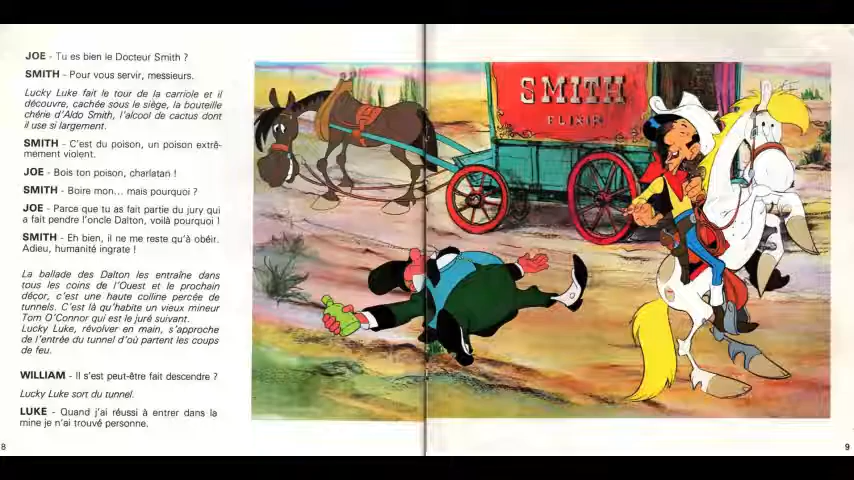 JOE - Tu es bien le Docteur Smith ?
SMITH - Pour vous servir, messieurs.
Lucky Luke fait le tour de la carriole et il
découvre, cachée sous le siège, la bouteille
chérie d'Aldo Smith, l'alcool de cactus dont
il use si largement.
SMITH - C'est du poison, un poison extrê-
mement violent.
JOE - Bois ton poison, charlatan !
SMITH - Boire mon... mais pourquoi ?
JOE - Parce que tu as fait partie du jury qui
a fait pendre l'oncle Dalton, voilà pourquoi !
SMITH - Eh bien, il ne me reste qu'à obéir.
Adieu, humanité ingrate !
La ballade des Dalton les entraîne dans
tous les coins de l'Ouest et le prochain
décor, c'est une haute colline percée de
tunnels. C'est là qu'habite un vieux mineur
Tom O'Connor qui est le juré suivant.
Lucky Luke, révolver en main, s'approche
de l'entrée du tunnel d'où partent les coups
de feu.
WILLIAM - Il s'est peut-être fait descendre ?
Lucky Luke sort du tunnel.
LUKE - Quand j'ai réussi à entrer dans la
mine je n'ai trouvé personne.
8
SMITH
ELIXIR
9